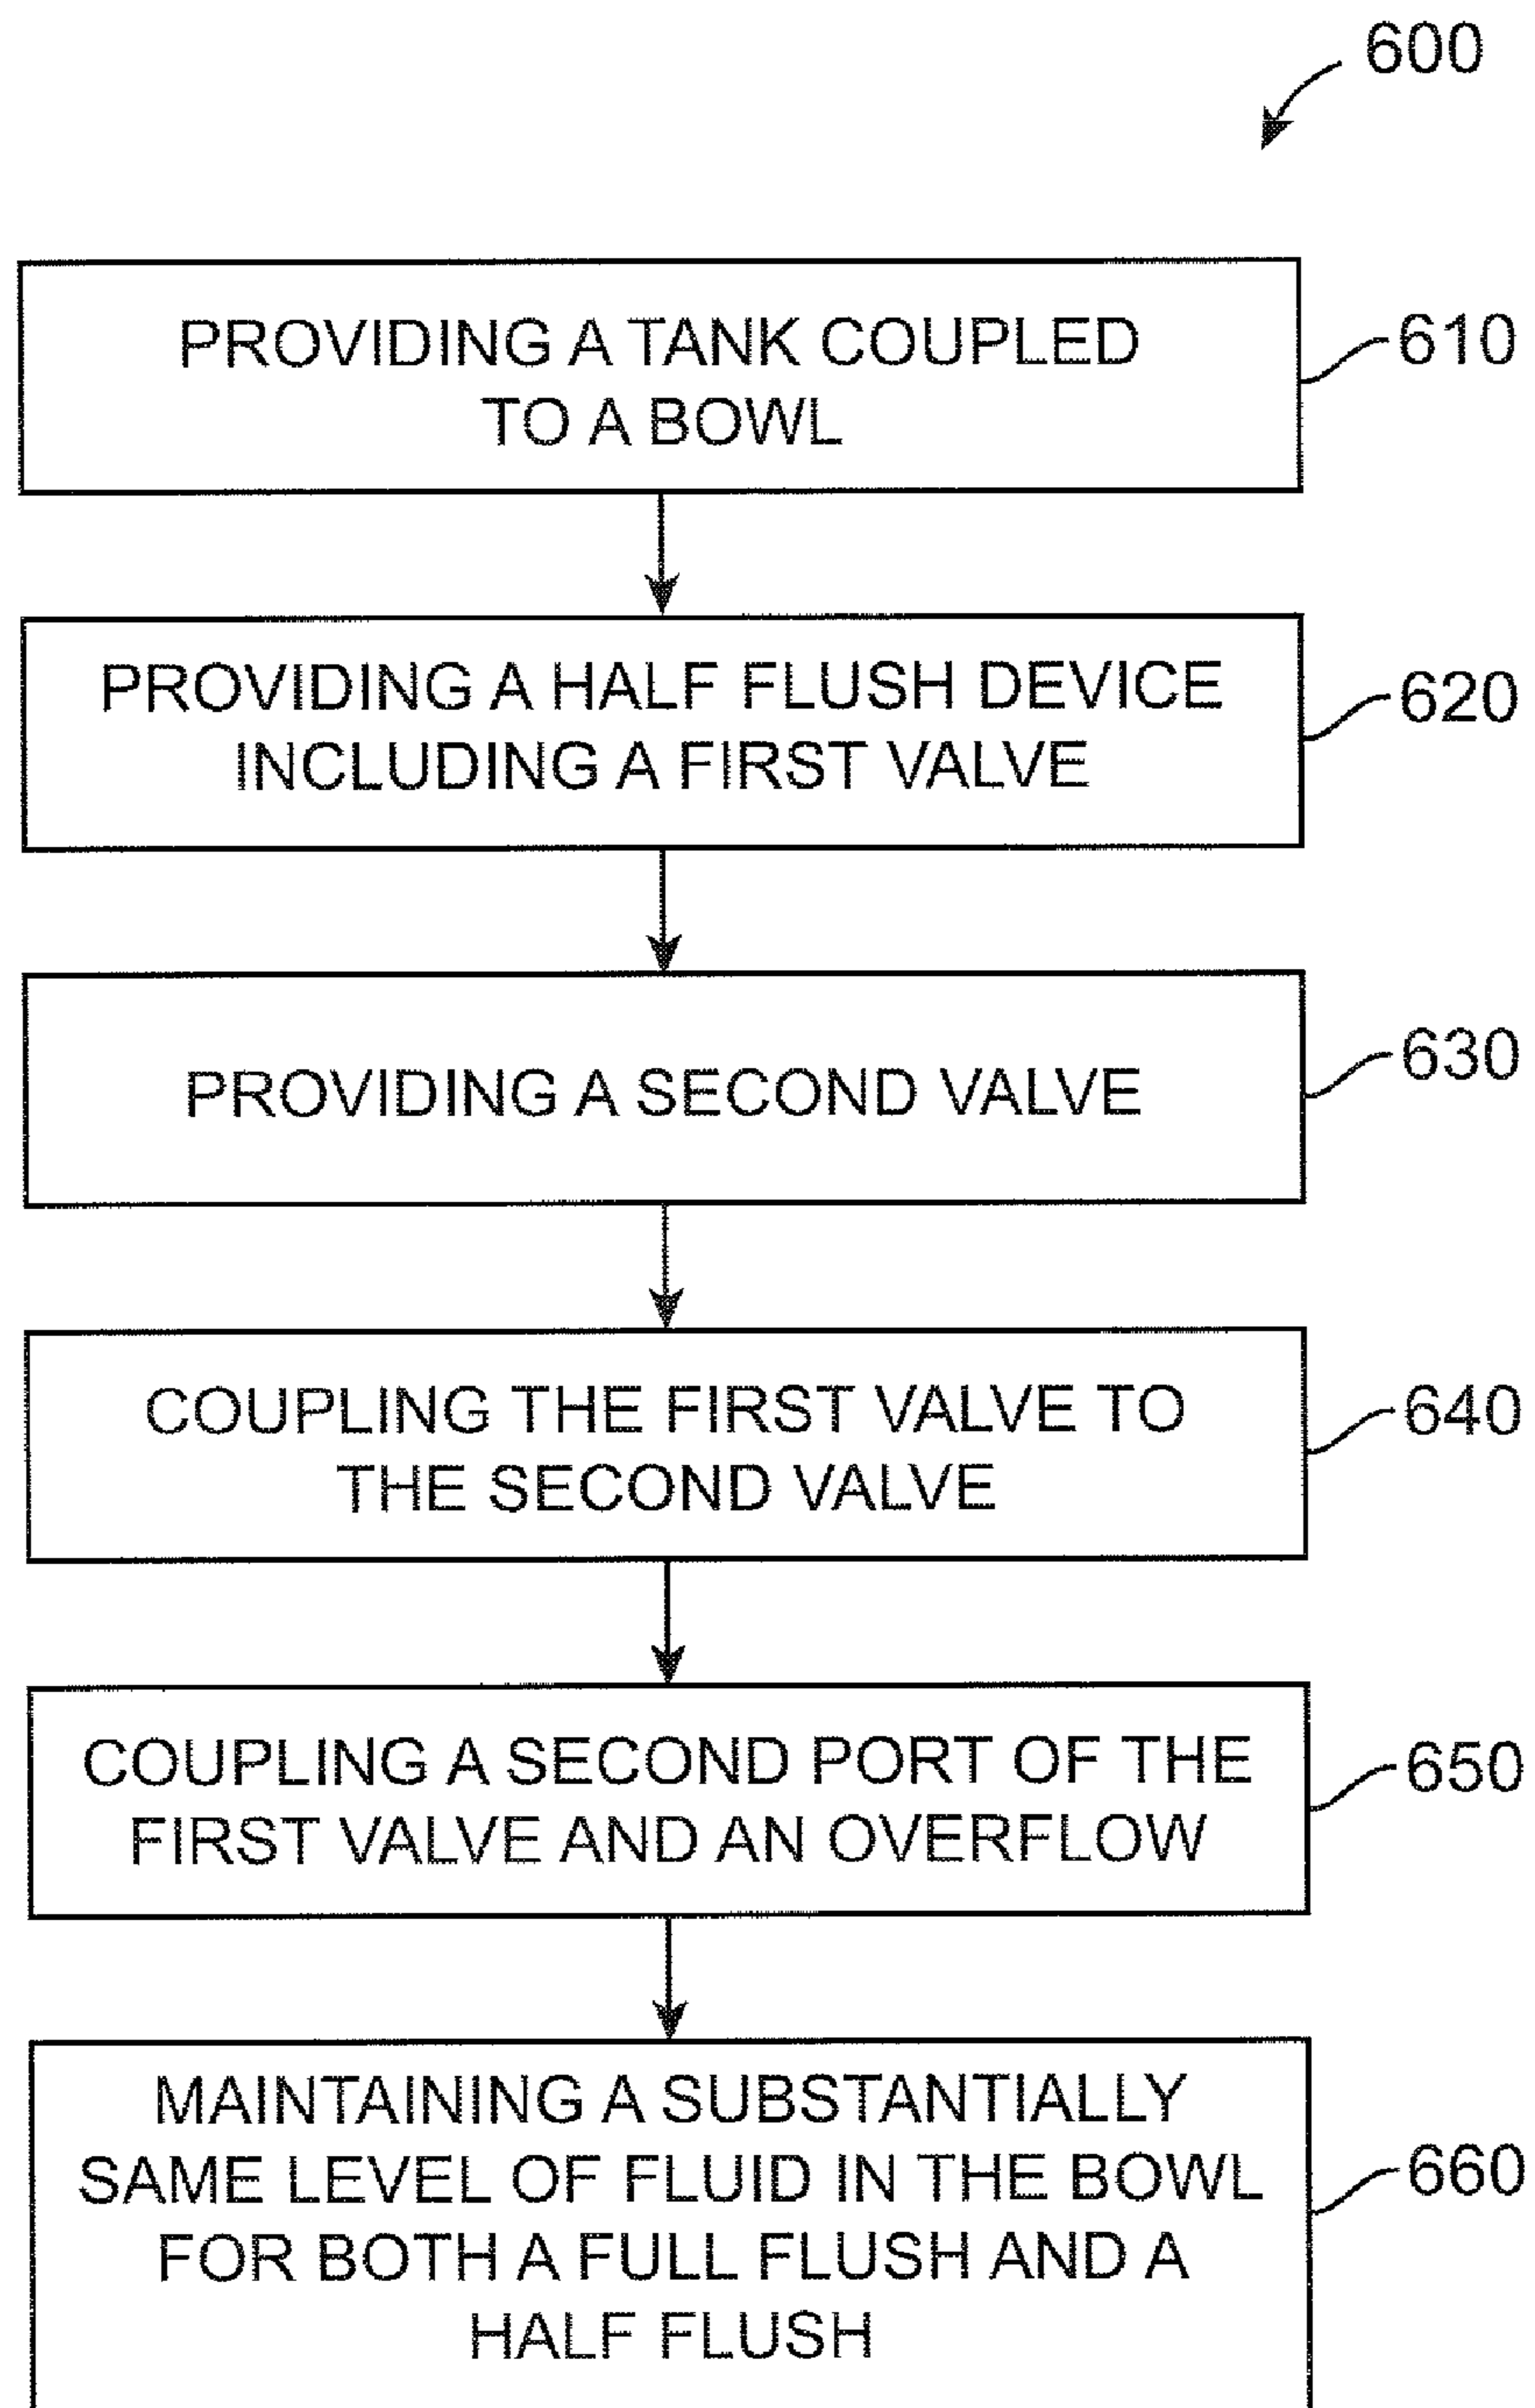 600
PROVIDING A TANK COUPLED
TO A BOWL
610
PROVIDING A HALF FLUSH DEVICE
INCLUDING A FIRST VALVE
620
PROVIDING A SECOND VALVE
630
COUPLING THE FIRST VALVE TO
THE SECOND VALVE
640
COUPLING A SECOND PORT OF THE
FIRST VALVE AND AN OVERFLOW
650
MAINTAINING A SUBSTANTIALLY
SAME LEVEL OF FLUID IN THE BOWL
FOR BOTH A FULL FLUSH AND A
HALF FLUSH
660